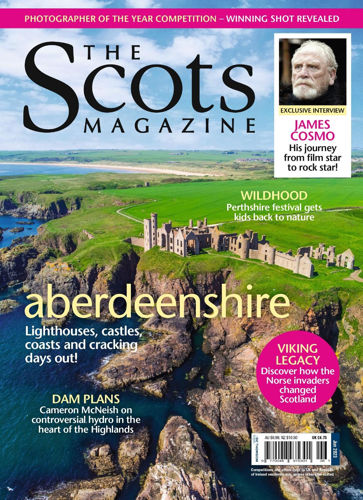 PHOTOGRAPHER OF THE YEAR COMPETITION – WINNING SHOT REVEALED
THE
Scots
MAGAZINE
EXCLUSIVE INTERVIEW
JAMES
COSMO
His journey
from film star
to rock star!
WILDHOOD
Perthshire festival gets
kids back to nature
aberdeenshire
Lighthouses, castles,
coasts and cracking
days out!
VIKING
LEGACY
Discover how the
Norse invaders
changed
Scotland
DAM PLANS
Cameron McNeish on
controversial hydro in the
heart of the Highlands